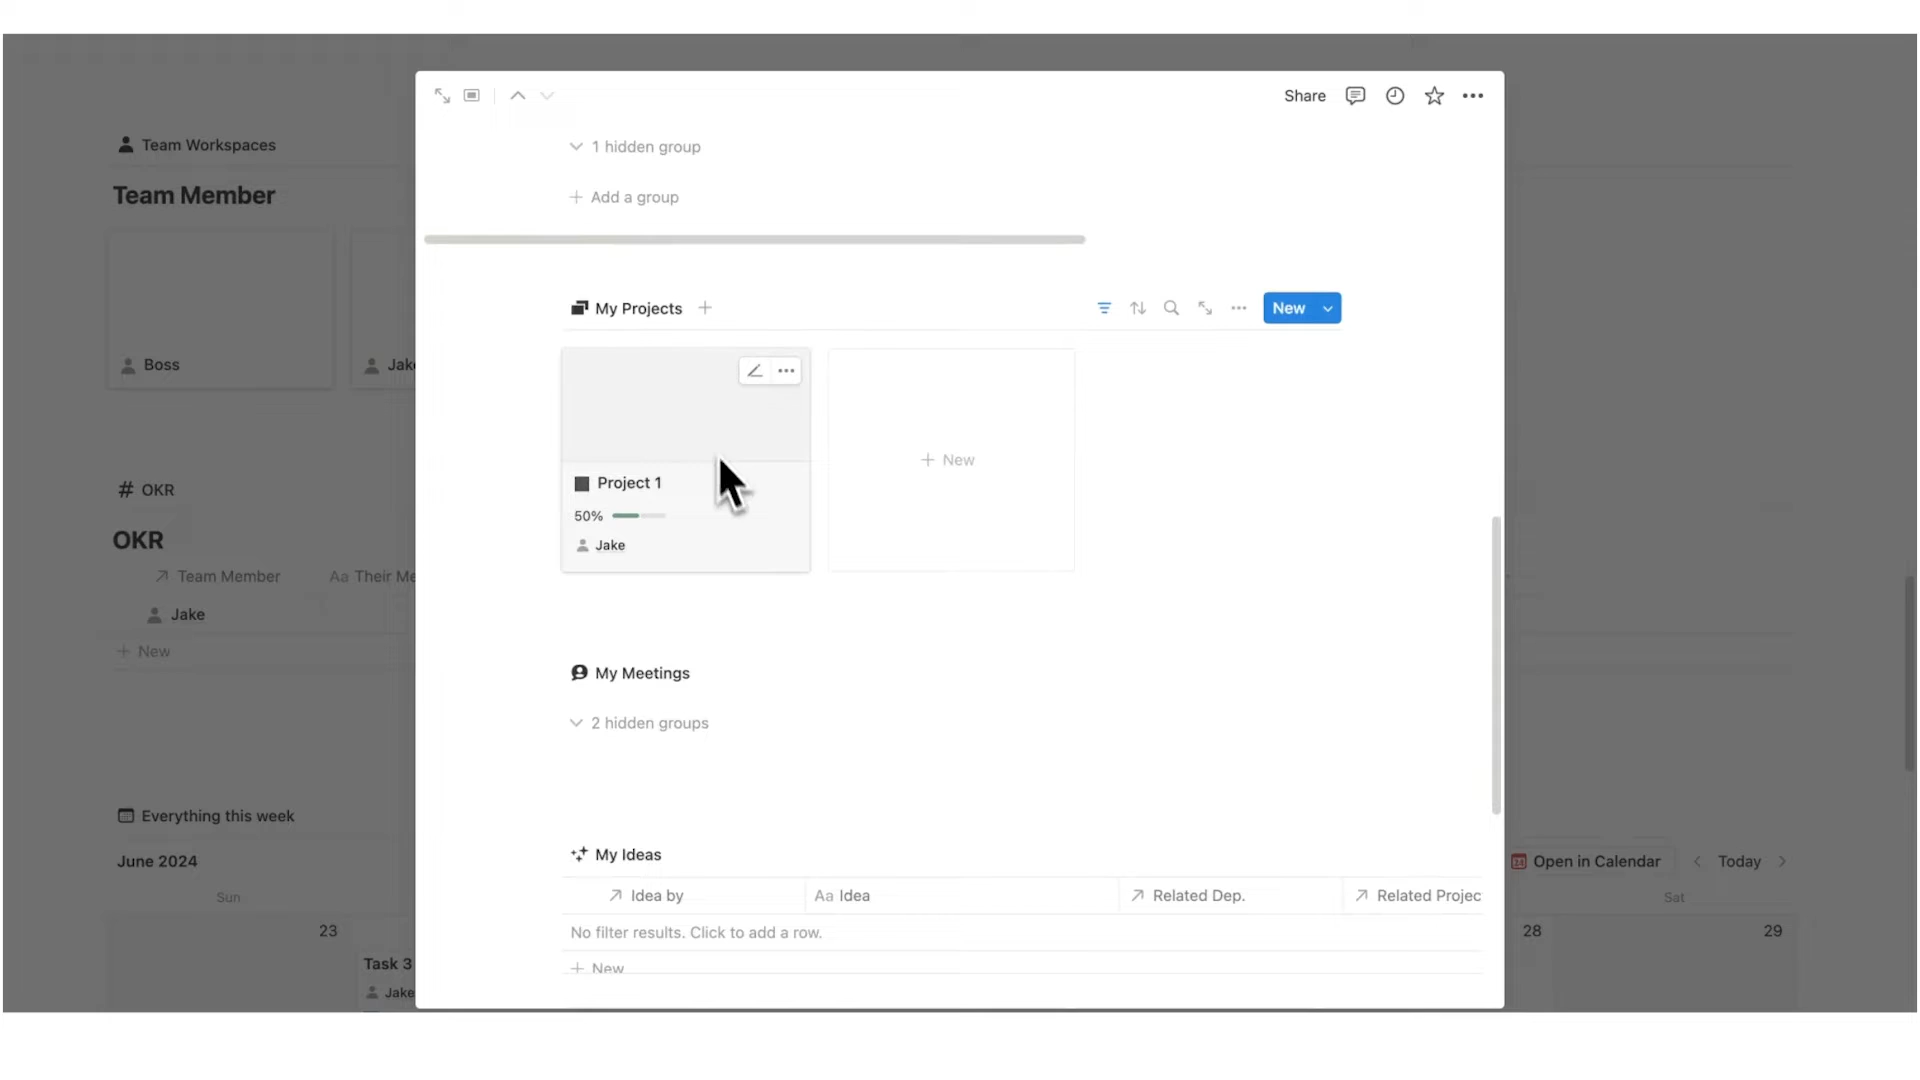 Share
1 hidden group
Add a group
Team Workspaces
Team Member
Boss
Jake
My Projects
New
Project 1
50%
Jake
New
# OKR
OKR
Team Member
Aa Their Me
Jake
New
My Meetings
2 hidden groups
Everything this week
June 2024
Open in Calendar
Today
Sun
Sat
23
28
29
Task 3
Jake
My Ideas
Idea by
Aa Idea
Related Dep.
Related Projec
No filter results. Click to add a row.
New